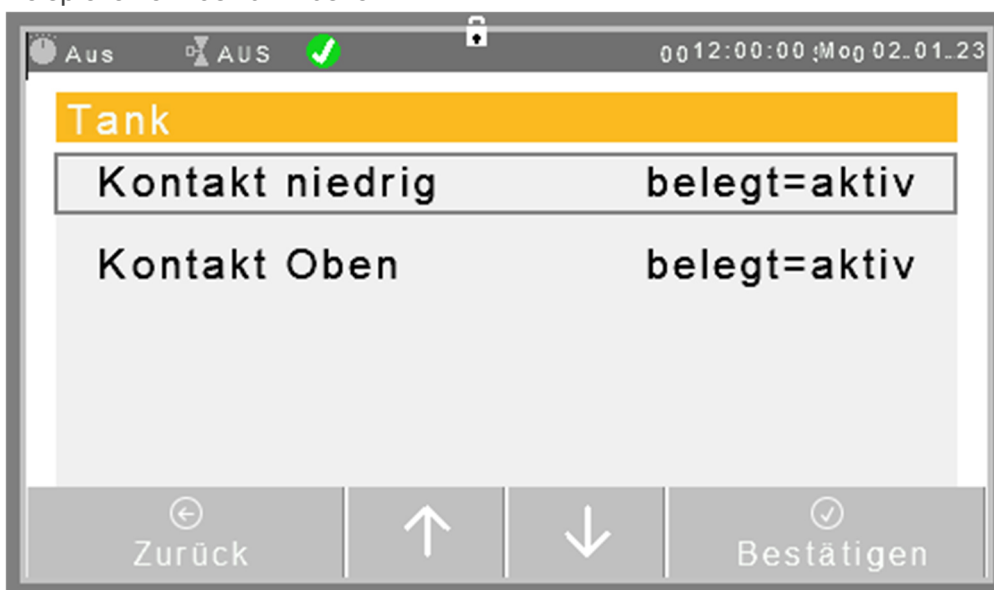 Aus AUS 0012:00:00 :Mo0 02.01.23
Tank
Kontakt niedrig belegt=aktiv
Kontakt Oben belegt=aktiv
Zurück Bestätigen